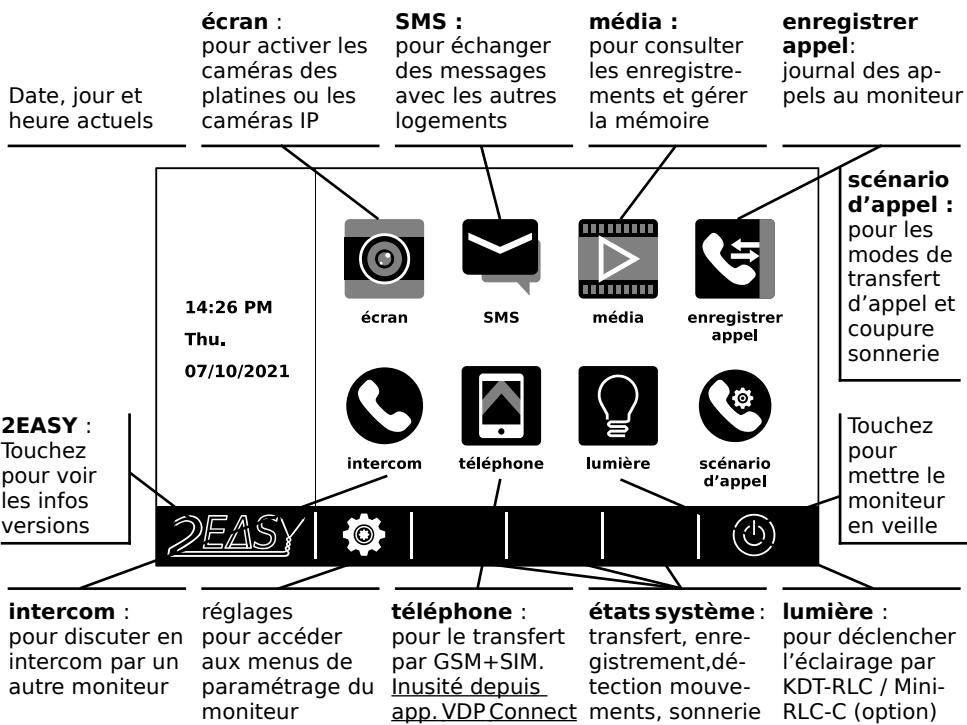 Date, jour et
heure actuels
écran :
pour activer les
caméras des
platines ou les
caméras IP
SMS :
pour échanger
des messages
avec les autres
logements
média :
pour consulter
les enregistre-
ments et gérer
la mémoire
enregistrer
appel:
journal des ap-
pels au moniteur
scénario
d'appel :
pour les
modes de
transfert
d'appel et
coupure
sonnerie
14:26 PM
Thu.
07/10/2021
écran
SMS
média
enregistrer
appel
intercom
téléphone
lumière
scénario
d'appel
2EASY :
Touchez
pour voir
les infos
versions
Touchez
pour
mettre le
moniteur
en veille
2EASY
intercom :
pour discuter en
intercom par un
autre moniteur
réglages
pour accéder
aux menus de
paramétrage du
moniteur
téléphone :
pour le transfert
par GSM+SIM.
Inusité depuis
app. VDP Connect
états système :
transfert, enre-
gistrement,dé-
tection mouve-
ments, sonnerie
lumière :
pour déclencher
l'éclairage par
KDT-RLC / Mini-
RLC-C (option)